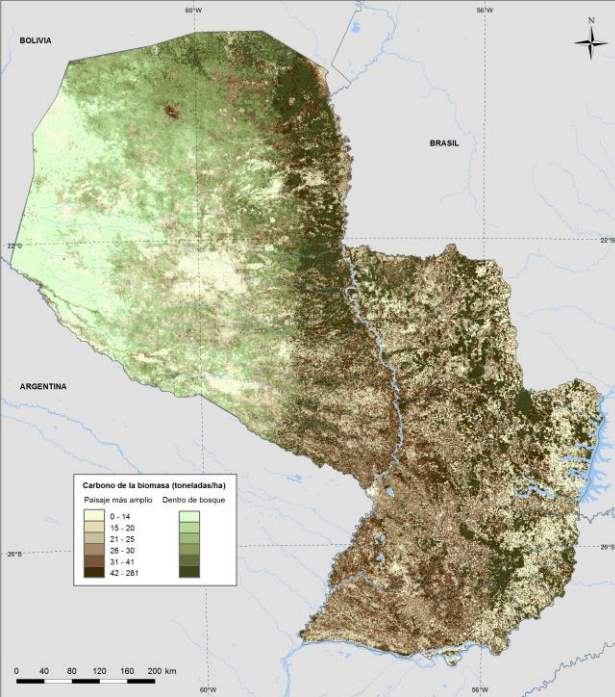 60°W
56°W
N
BOLIVIA
BRASIL
22°S
22°S
ARGENTINA
Carbono de la biomasa (toneladas/ha)
Paisaje más amplio Dentro de bosque
0 - 14
15 - 20
21 - 25
26 - 30
31 - 41
42 - 281
26°S
26°S
0 40 80 120 160 200 km
60°W
56°W